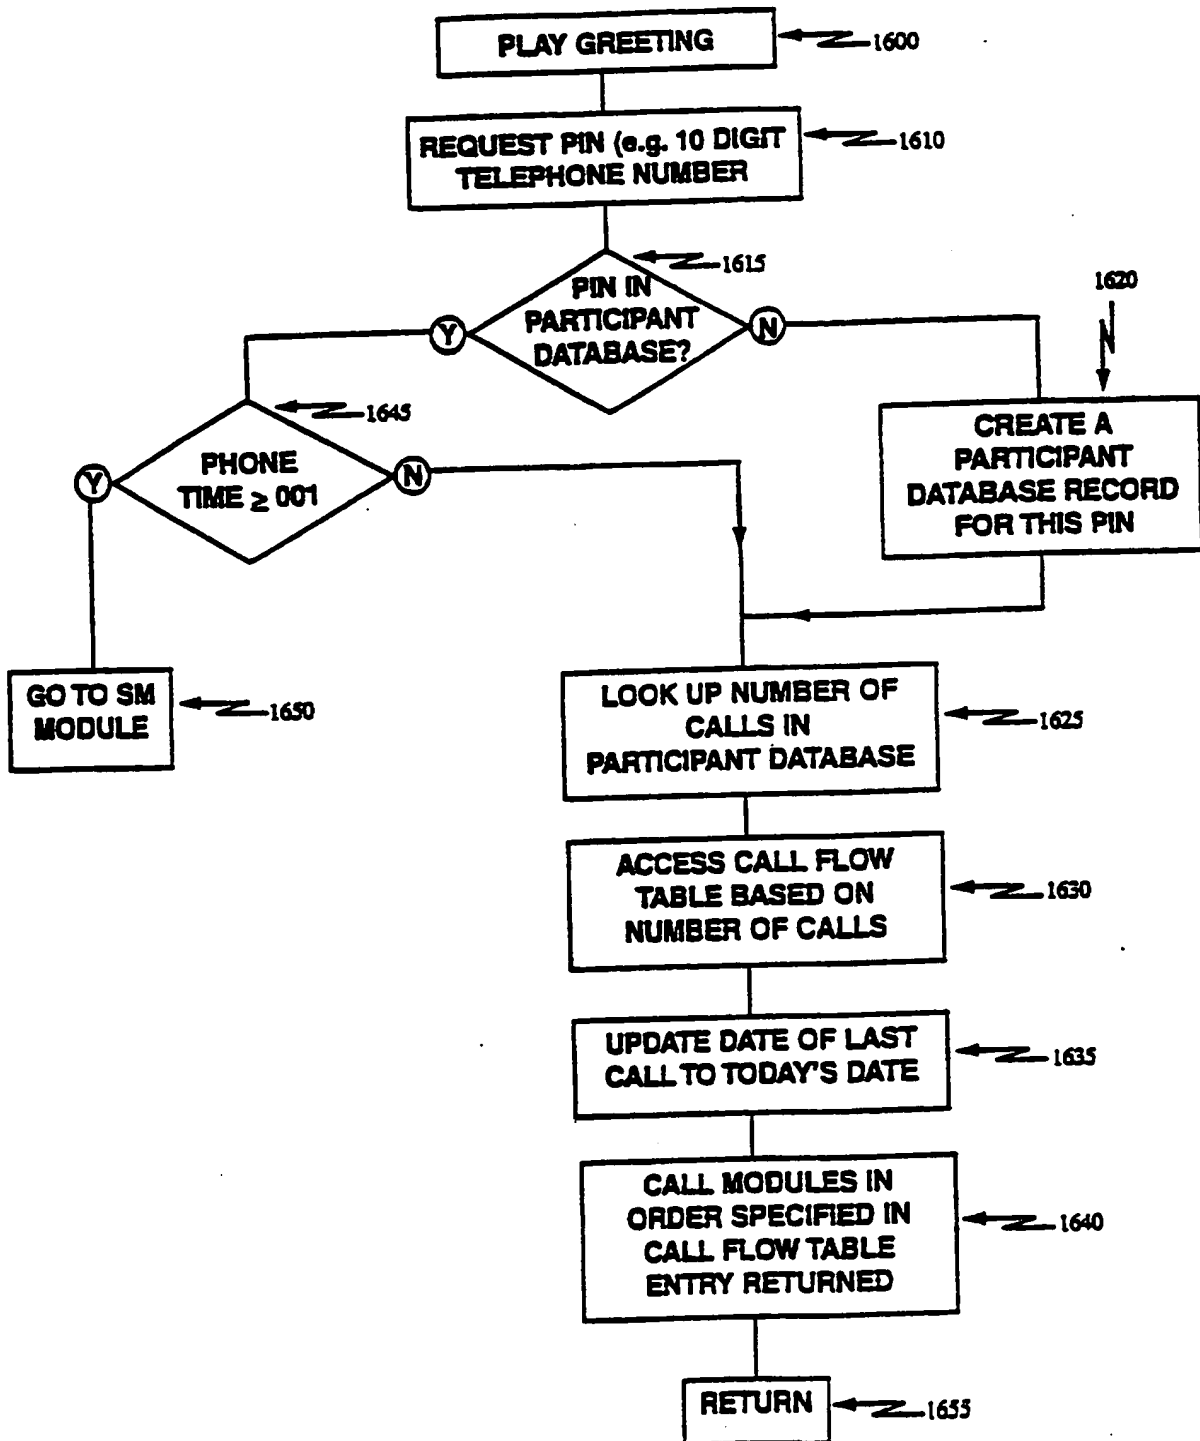 PLAY GREETING
1600
REQUEST PIN (e.g. 10 DIGIT
TELEPHONE NUMBER
1610
1615
PIN IN
PARTICIPANT
DATABASE?
Y
N
1620
CREATE A
PARTICIPANT
DATABASE RECORD
FOR THIS PIN
1645
PHONE
TIME ≥ 001
Y
N
GO TO SM
MODULE
1650
LOOK UP NUMBER OF
CALLS IN
PARTICIPANT DATABASE
1625
ACCESS CALL FLOW
TABLE BASED ON
NUMBER OF CALLS
1630
UPDATE DATE OF LAST
CALL TO TODAY'S DATE
1635
CALL MODULES IN
ORDER SPECIFIED IN
CALL FLOW TABLE
ENTRY RETURNED
1640
RETURN
1655